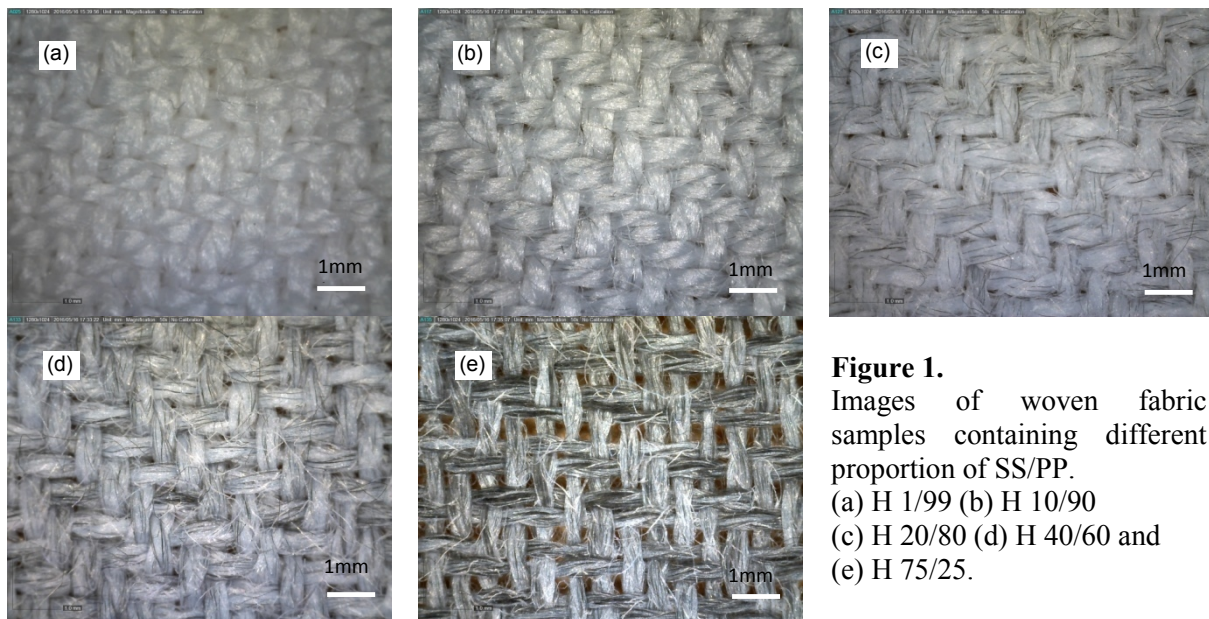 (a)
1mm
(b)
1mm
(c)
1mm
(d)
1mm
(e)
1mm
Figure 1.
Images of woven fabric
samples containing different
proportion of SS/PP.
(a) H 1/99 (b) H 10/90
(c) H 20/80 (d) H 40/60 and
(e) H 75/25.